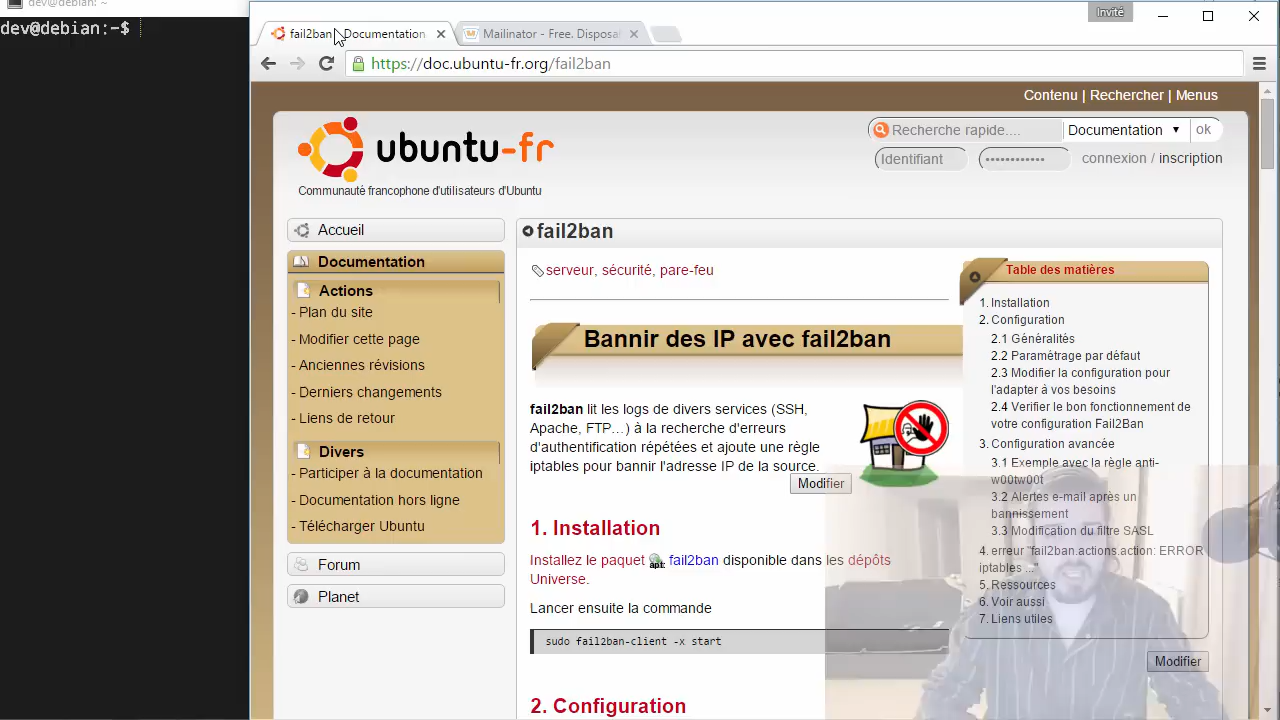 dev@debian: ~
dev@debian:~$
Invité
fail2ban [Documentation
Mailinator - Free. Disposa
https://doc.ubuntu-fr.org/fail2ban
Contenu | Rechercher | Menus
ubuntu-fr
Communauté francophone d'utilisateurs d'Ubuntu
Recherche rapide....
Documentation
ok
Identifiant
••••••••••••
connexion / inscription
Accueil
Documentation
Actions
- Plan du site
- Modifier cette page
- Anciennes révisions
- Derniers changements
- Liens de retour
Divers
- Participer à la documentation
- Documentation hors ligne
- Télécharger Ubuntu
Forum
Planet
fail2ban
serveur, sécurité, pare-feu
Bannir des IP avec fail2ban
fail2ban lit les logs de divers services (SSH,
Apache, FTP...) à la recherche d'erreurs
d'authentification répétées et ajoute une règle
iptables pour bannir l'adresse IP de la source.
Modifier
1. Installation
Installez le paquet apt: fail2ban disponible dans les dépôts
Universe.
Lancer ensuite la commande
sudo fail2ban-client -x start
2. Configuration
Table des matières
1. Installation
2. Configuration
2.1 Généralités
2.2 Paramétrage par défaut
2.3 Modifier la configuration pour
l'adapter à vos besoins
2.4 Verifier le bon fonctionnement de
votre configuration Fail2Ban
3. Configuration avancée
3.1 Exemple avec la règle anti-
w00tw00t
3.2 Alertes e-mail après un
bannissement
3.3 Modification du filtre SASL
4. erreur "fail2ban.actions.action: ERROR
iptables ..."
5. Ressources
6. Voir aussi
7. Liens utiles
Modifier